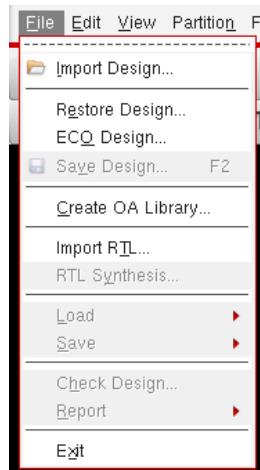 File Edit View Partition F
Import Design...
Restore Design...
ECO Design...
Save Design... F2
Create OA Library...
Import RTL...
RTL Synthesis...
Load
Save
Check Design...
Report
Exit